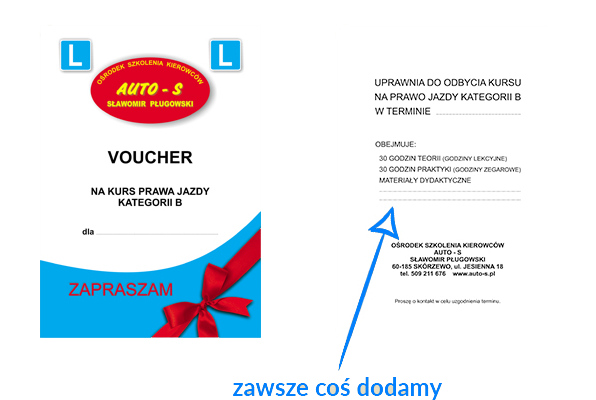 L
L
OŚRODEK SZKOLENIA KIEROWCÓW
AUTO - S
SŁAWOMIR PŁUGOWSKI
VOUCHER
NA KURS PRAWA JAZDY
KATEGORII B
dla
ZAPRASZAM
UPRAWNIA DO ODBYCIA KURSU
NA PRAWO JAZDY KATEGORII B
W TERMINIE
OBEJMUJE:
30 GODZIN TEORII (GODZINY LEKCYJNE)
30 GODZIN PRAKTYKI (GODZINY ZEGAROWE)
MATERIAŁY DYDAKTYCZNE
OŚRODEK SZKOLENIA KIEROWCÓW
AUTO - S
SŁAWOMIR PŁUGOWSKI
60-185 SKÓRZEWO, ul. JESIENNA 18
tel. 509 211 676 www.auto-s.pl
Proszę o kontakt w celu uzgodnienia terminu.
zawsze coś dodamy